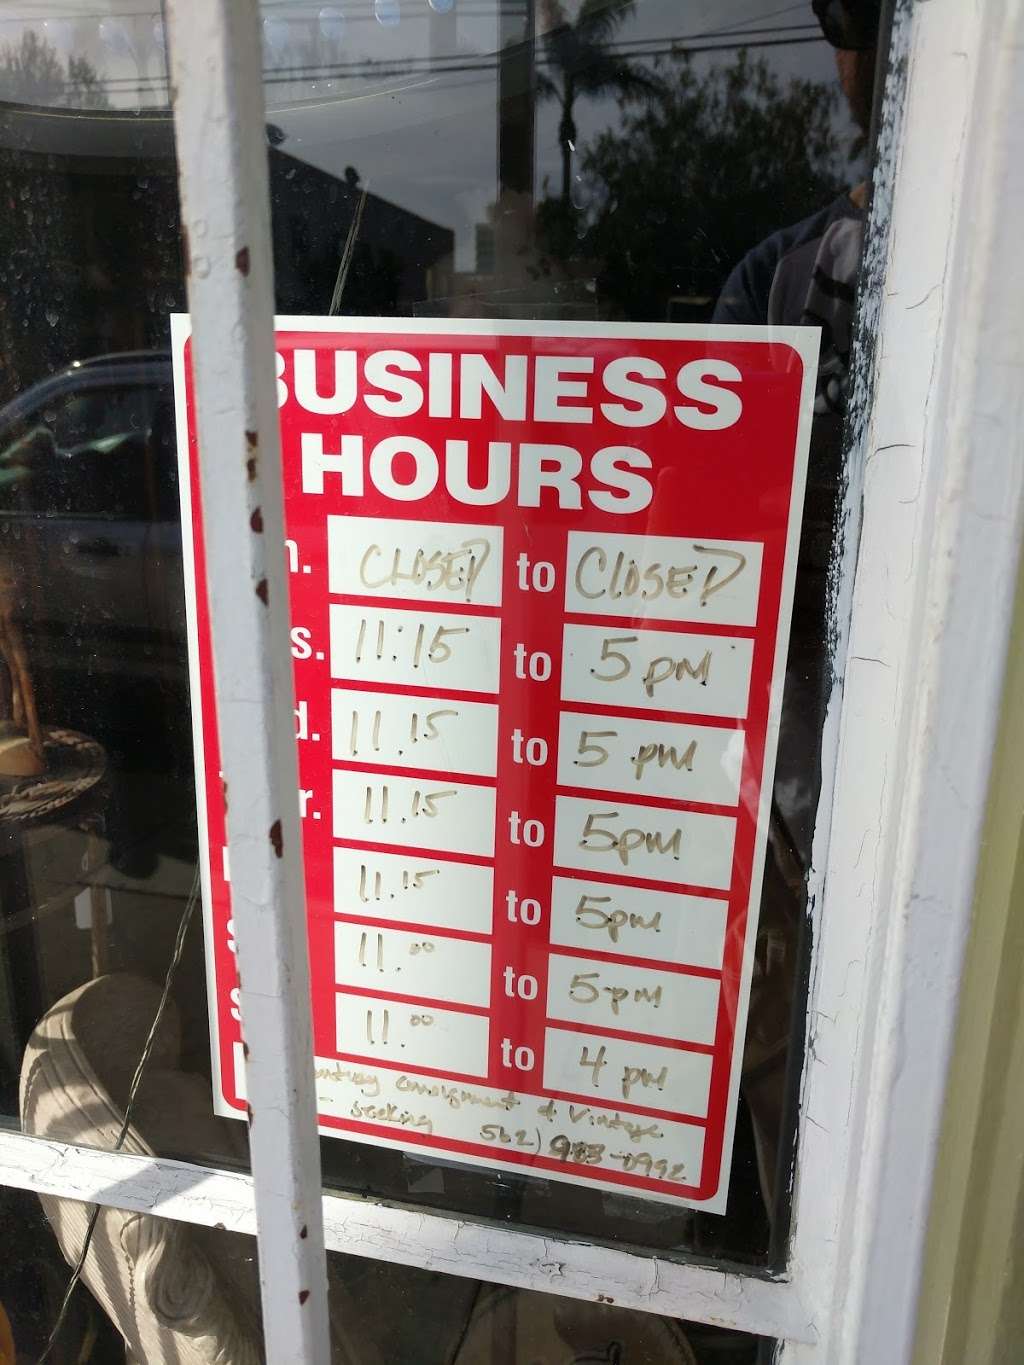 BUSINESS
HOURS
n. CLOSED to CLOSED
s. 11:15 to 5 pm
d. 11.15 to 5 pm
r. 11.15 to 5pm
11.15 to 5pm
S 11.00 to 5pm
S 11.00 to 4 pm
consignment & Vintage
- seeking 562) 983-0992